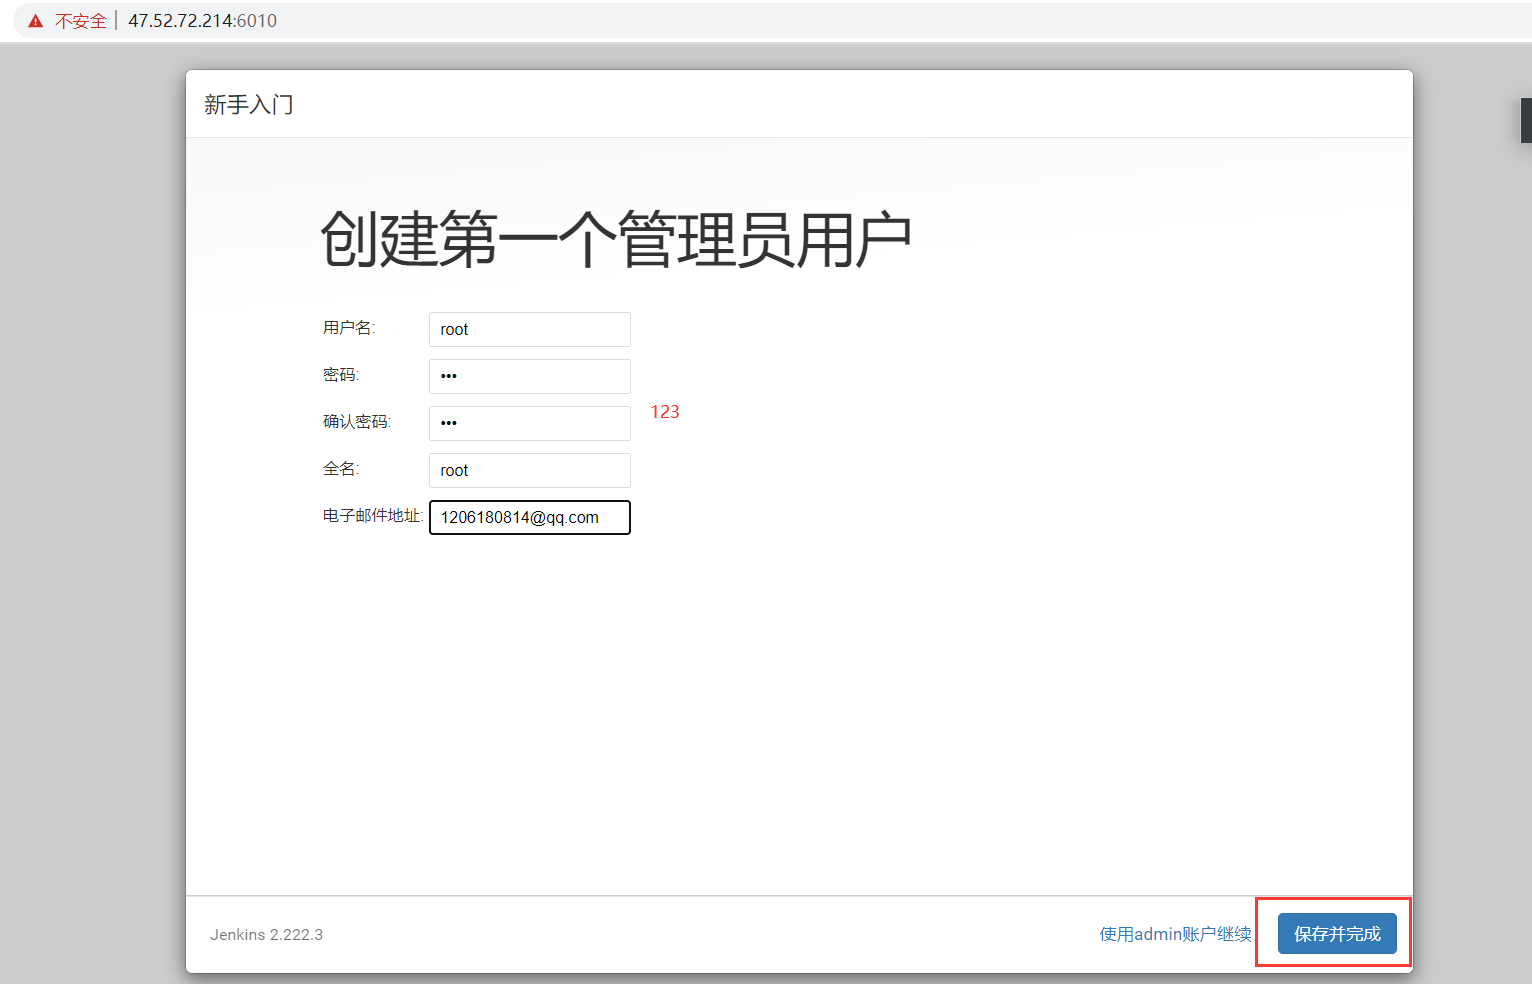 不安全 47.52.72.214:6010
新手入门
创建第一个管理员用户
用户名: root
密码: •••
确认密码: •••
123
全名: root
电子邮件地址: 1206180814@qq.com
Jenkins 2.222.3
使用admin账户继续
保存并完成